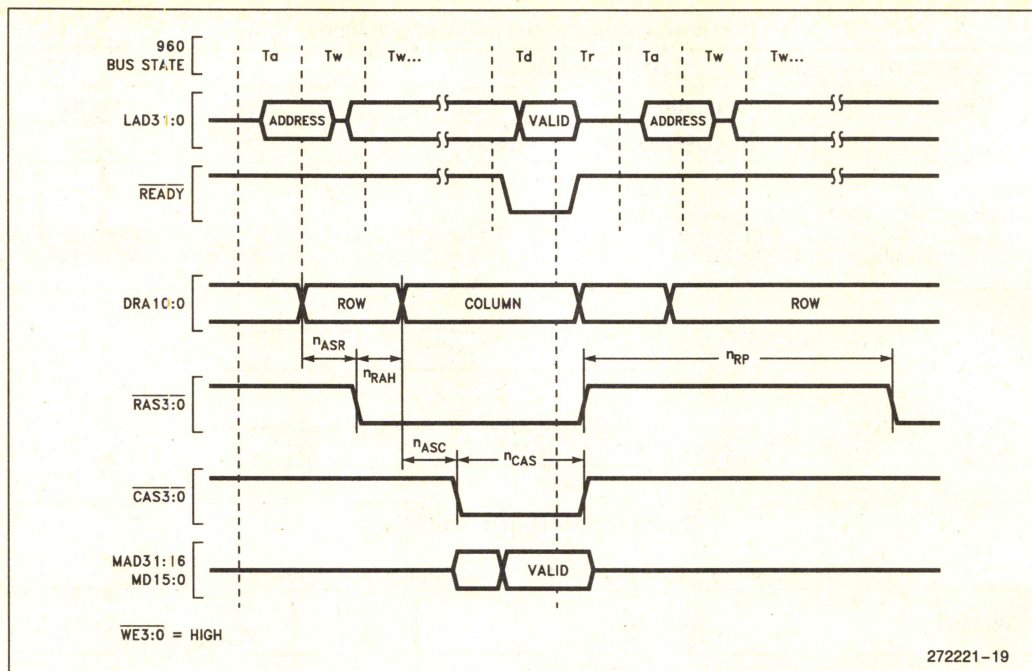 960
BUS STATE
Ta Tw Tw... Td Tr Ta Tw Tw...
LAD31:0
ADDRESS VALID ADDRESS
READY
DRA10:0
ROW COLUMN ROW
nASR
nRAH
nRP
RAS3:0
nASC
nCAS
CAS3:0
MAD31:16
MD15:0
VALID
WE3:0 = HIGH
272221-19